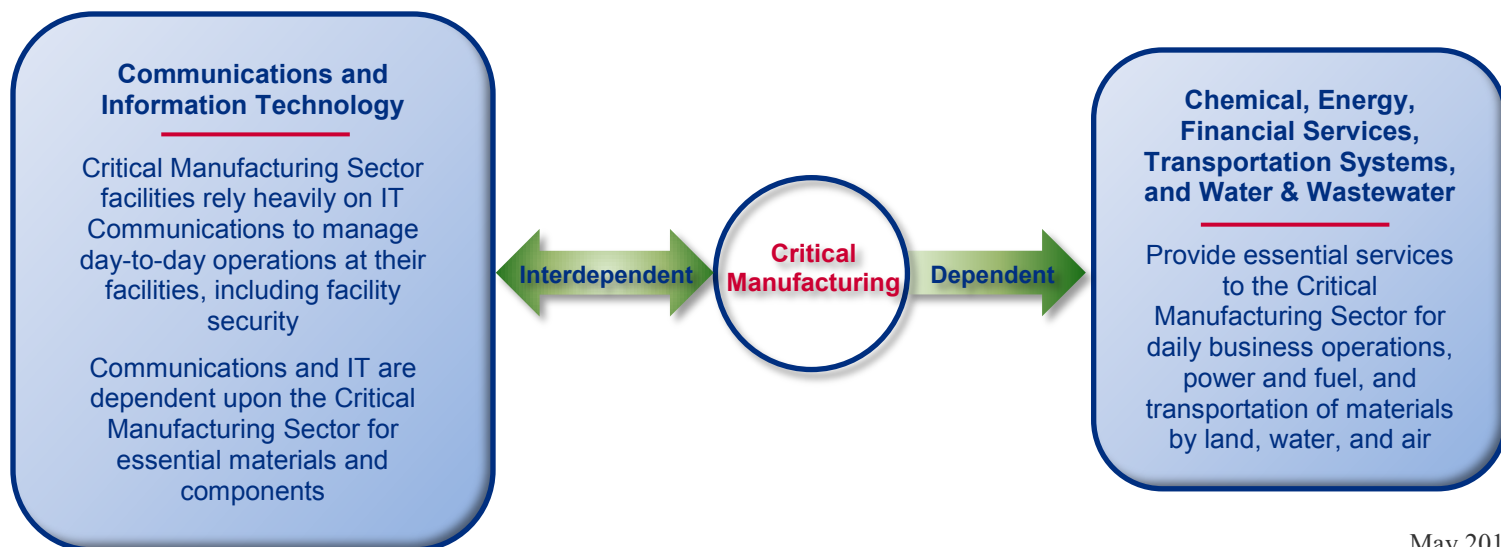 Communications and
Information Technology
Critical Manufacturing Sector
facilities rely heavily on IT
Communications to manage
day-to-day operations at their
facilities, including facility
security
Communications and IT are
dependent upon the Critical
Manufacturing Sector for
essential materials and
components
Interdependent
Critical
Manufacturing
Dependent
Chemical, Energy,
Financial Services,
Transportation Systems,
and Water & Wastewater
Provide essential services
to the Critical
Manufacturing Sector for
daily business operations,
power and fuel, and
transportation of materials
by land, water, and air
May 201